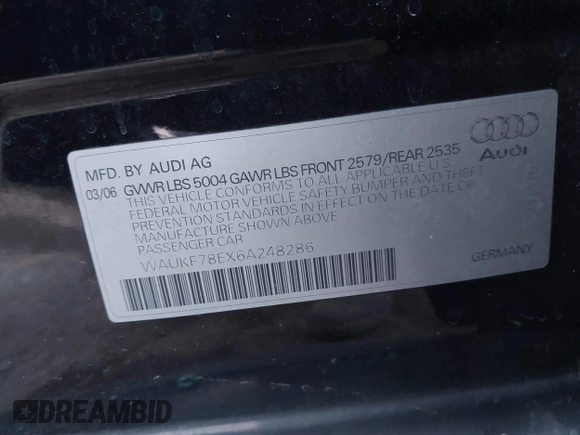 MFD. BY AUDI AG
03/06 GVWR LBS 5004 GAWR LBS FRONT 2579/REAR 2535
THIS VEHICLE CONFORMS TO ALL APPLICABLE
FEDERAL MOTOR VEHICLE SAFETY BUMPER AND THEFT
PREVENTION STANDARDS IN EFFECT ON THE DATE OF
MANUFACTURE SHOWN ABOVE
PASSENGER CAR
WAUKF78EX6A248286
Audi
GERMANY
DREAMBID